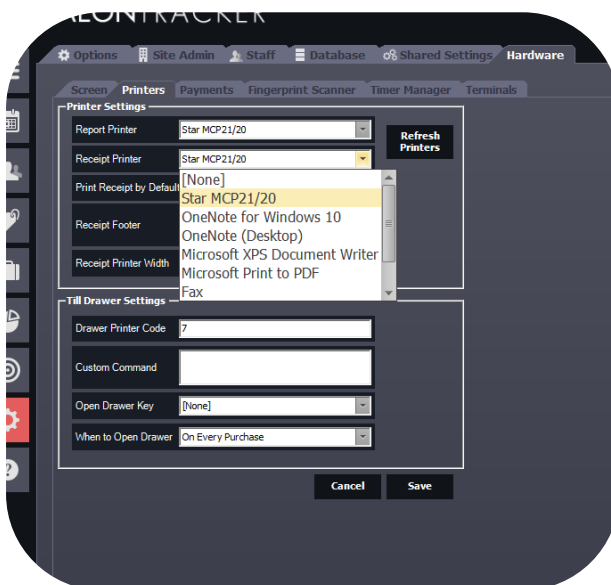 Options Site Admin Staff Database Shared Settings Hardware
Screen Printers Payments Fingerprint Scanner Timer Manager Terminals
Printer Settings
Report Printer Star MCP21/20
Refresh
Printers
Receipt Printer Star MCP21/20
[None]
Print Receipt by Default
Star MCP21/20
OneNote for Windows 10
Receipt Footer
OneNote (Desktop)
Microsoft XPS Document Writer
Receipt Printer Width
Microsoft Print to PDF
Fax
Till Drawer Settings
Drawer Printer Code 7
Custom Command
Open Drawer Key [None]
When to Open Drawer On Every Purchase
Cancel Save